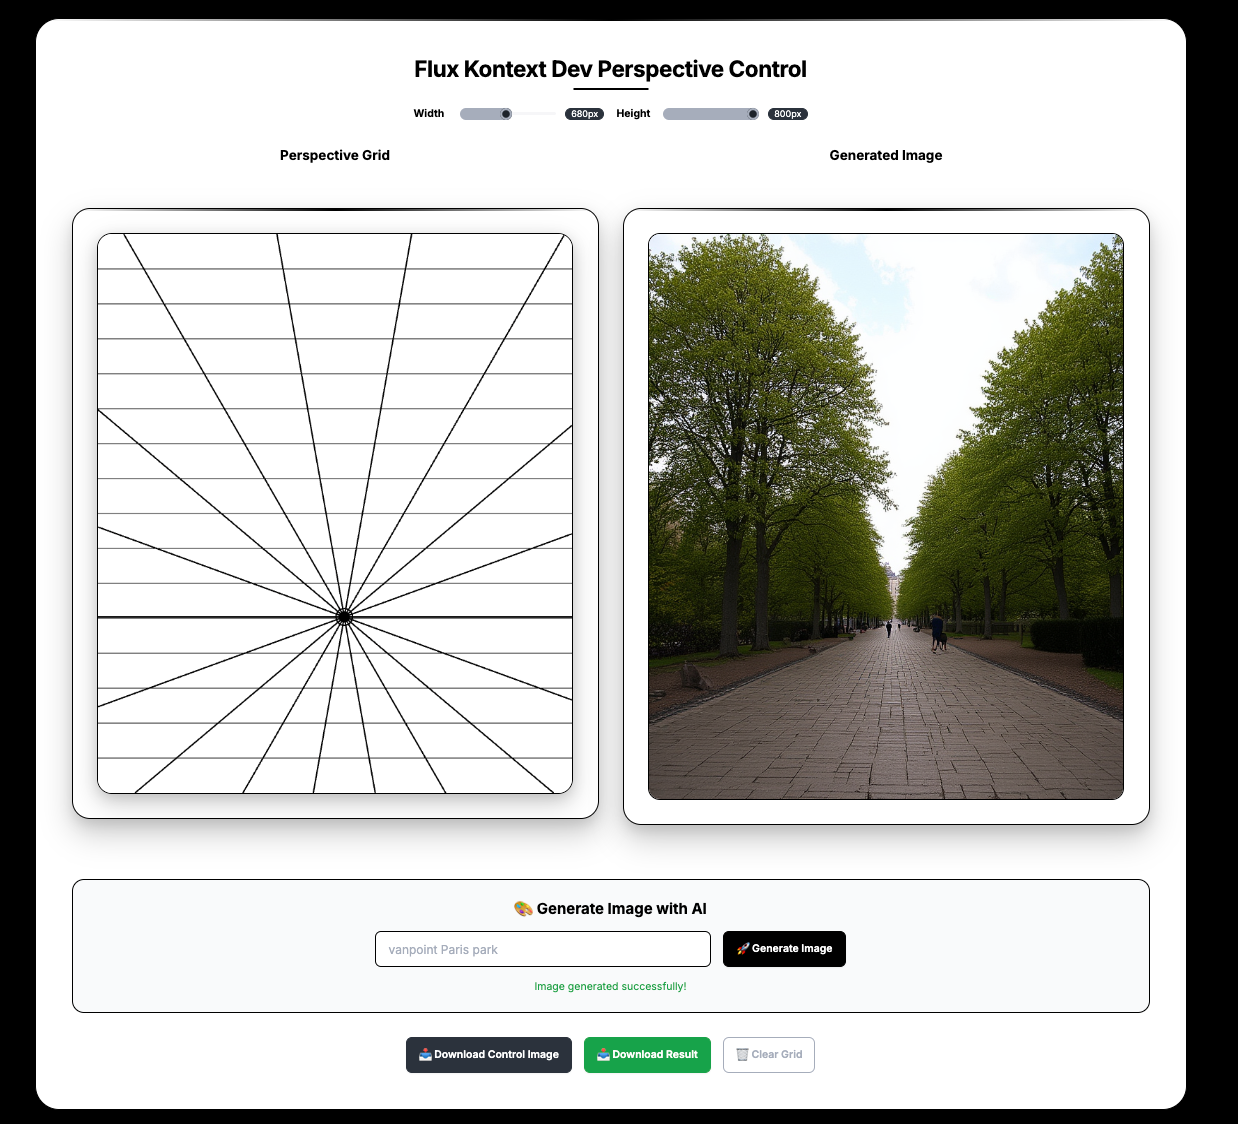 Flux Kontext Dev Perspective Control
Width 680px Height 800px
Perspective Grid
Generated Image
🎨 Generate Image with AI
vanpoint Paris park
🚀 Generate Image
Image generated successfully!
📥 Download Control Image
📥 Download Result
🗑️ Clear Grid